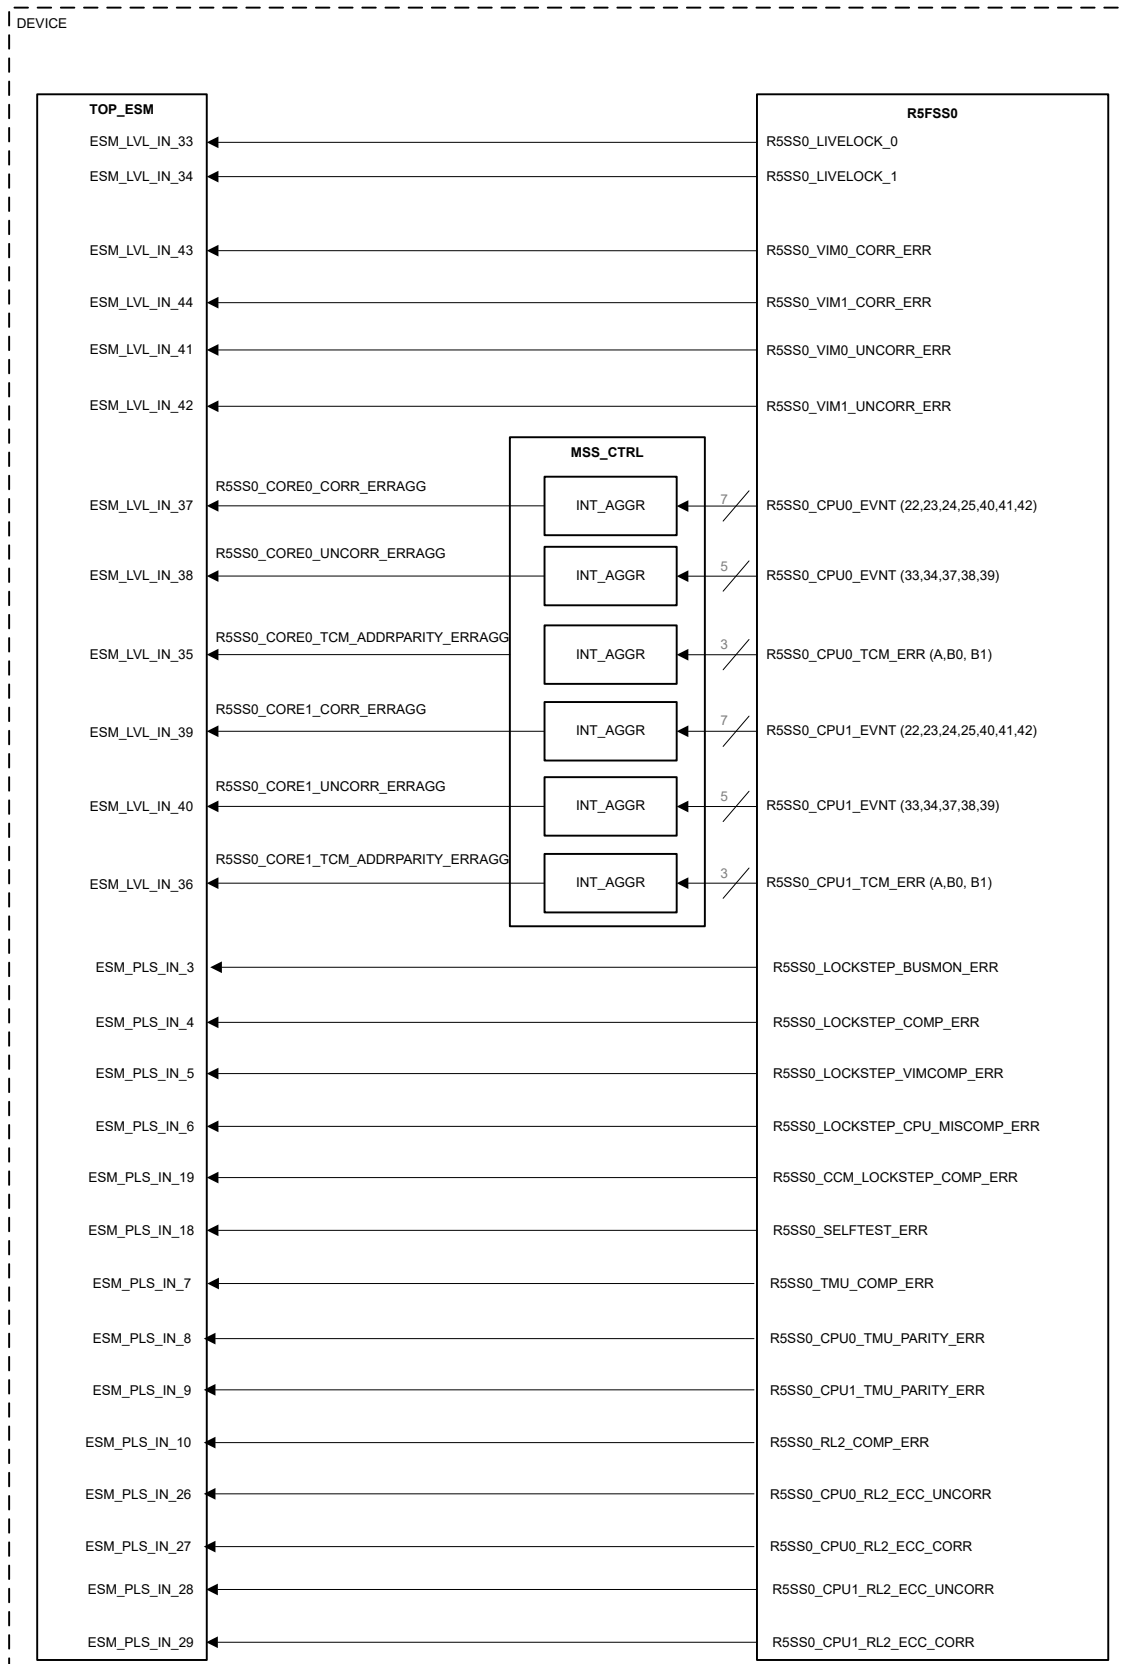 DEVICE
TOP_ESM
R5FSS0
ESM_LVL_IN_33
R5SS0_LIVELOCK_0
ESM_LVL_IN_34
R5SS0_LIVELOCK_1
ESM_LVL_IN_43
R5SS0_VIM0_CORR_ERR
ESM_LVL_IN_44
R5SS0_VIM1_CORR_ERR
ESM_LVL_IN_41
R5SS0_VIM0_UNCORR_ERR
ESM_LVL_IN_42
R5SS0_VIM1_UNCORR_ERR
MSS_CTRL
R5SS0_CORE0_CORR_ERRAGG
ESM_LVL_IN_37
INT_AGGR
7
R5SS0_CPU0_EVNT (22,23,24,25,40,41,42)
R5SS0_CORE0_UNCORR_ERRAGG
ESM_LVL_IN_38
INT_AGGR
5
R5SS0_CPU0_EVNT (33,34,37,38,39)
R5SS0_CORE0_TCM_ADDRPARITY_ERRAGG
ESM_LVL_IN_35
INT_AGGR
3
R5SS0_CPU0_TCM_ERR (A,B0, B1)
R5SS0_CORE1_CORR_ERRAGG
ESM_LVL_IN_39
INT_AGGR
7
R5SS0_CPU1_EVNT (22,23,24,25,40,41,42)
R5SS0_CORE1_UNCORR_ERRAGG
ESM_LVL_IN_40
INT_AGGR
5
R5SS0_CPU1_EVNT (33,34,37,38,39)
R5SS0_CORE1_TCM_ADDRPARITY_ERRAGG
ESM_LVL_IN_36
INT_AGGR
3
R5SS0_CPU1_TCM_ERR (A,B0, B1)
ESM_PLS_IN_3
R5SS0_LOCKSTEP_BUSMON_ERR
ESM_PLS_IN_4
R5SS0_LOCKSTEP_COMP_ERR
ESM_PLS_IN_5
R5SS0_LOCKSTEP_VIMCOMP_ERR
ESM_PLS_IN_6
R5SS0_LOCKSTEP_CPU_MISCOMP_ERR
ESM_PLS_IN_19
R5SS0_CCM_LOCKSTEP_COMP_ERR
ESM_PLS_IN_18
R5SS0_SELFTEST_ERR
ESM_PLS_IN_7
R5SS0_TMU_COMP_ERR
ESM_PLS_IN_8
R5SS0_CPU0_TMU_PARITY_ERR
ESM_PLS_IN_9
R5SS0_CPU1_TMU_PARITY_ERR
ESM_PLS_IN_10
R5SS0_RL2_COMP_ERR
ESM_PLS_IN_26
R5SS0_CPU0_RL2_ECC_UNCORR
ESM_PLS_IN_27
R5SS0_CPU0_RL2_ECC_CORR
ESM_PLS_IN_28
R5SS0_CPU1_RL2_ECC_UNCORR
ESM_PLS_IN_29
R5SS0_CPU1_RL2_ECC_CORR